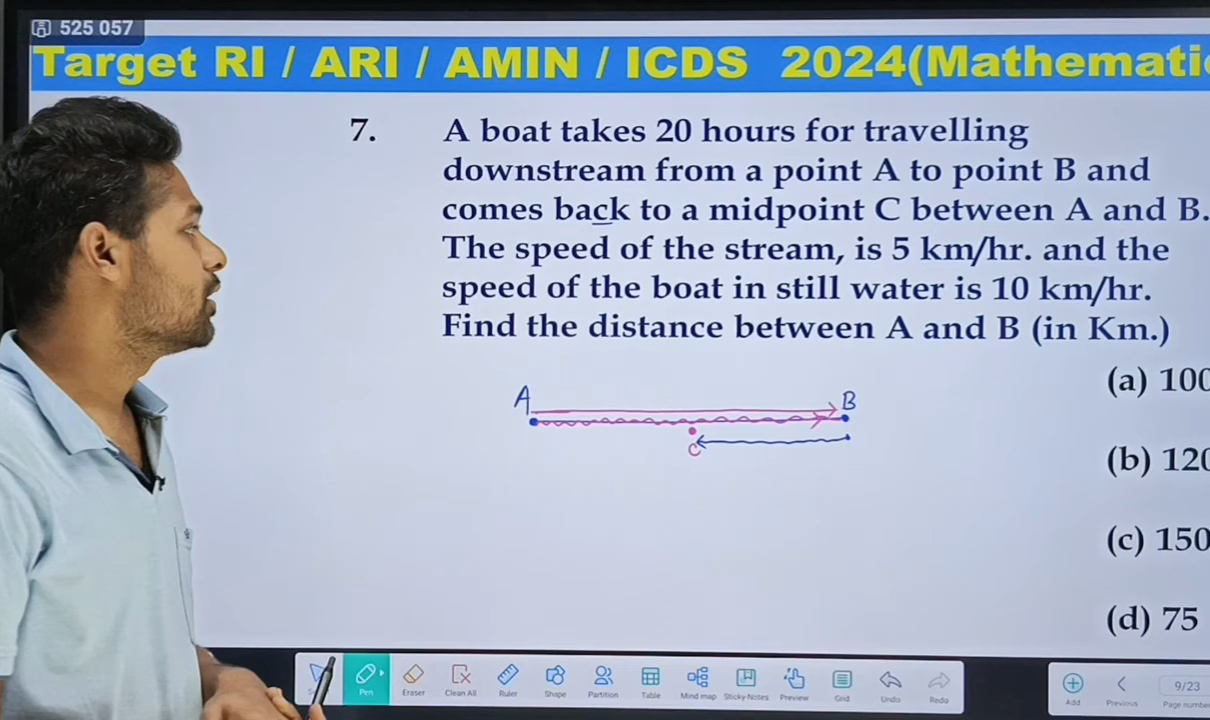 525 057
Target RI / ARI / AMIN / ICDS 2024(Mathemati
7. A boat takes 20 hours for travelling
downstream from a point A to point B and
comes back to a midpoint C between A and B.
The speed of the stream, is 5 km/hr. and the
speed of the boat in still water is 10 km/hr.
Find the distance between A and B (in Km.)
(a) 100
A B
C
(b) 120
(c) 150
(d) 75
Pen Eraser Clean All Ruler Shape Partition Table Mind map Sticky-Notes Preview Grid Undo Redo
Add Previous 9/23
Page number